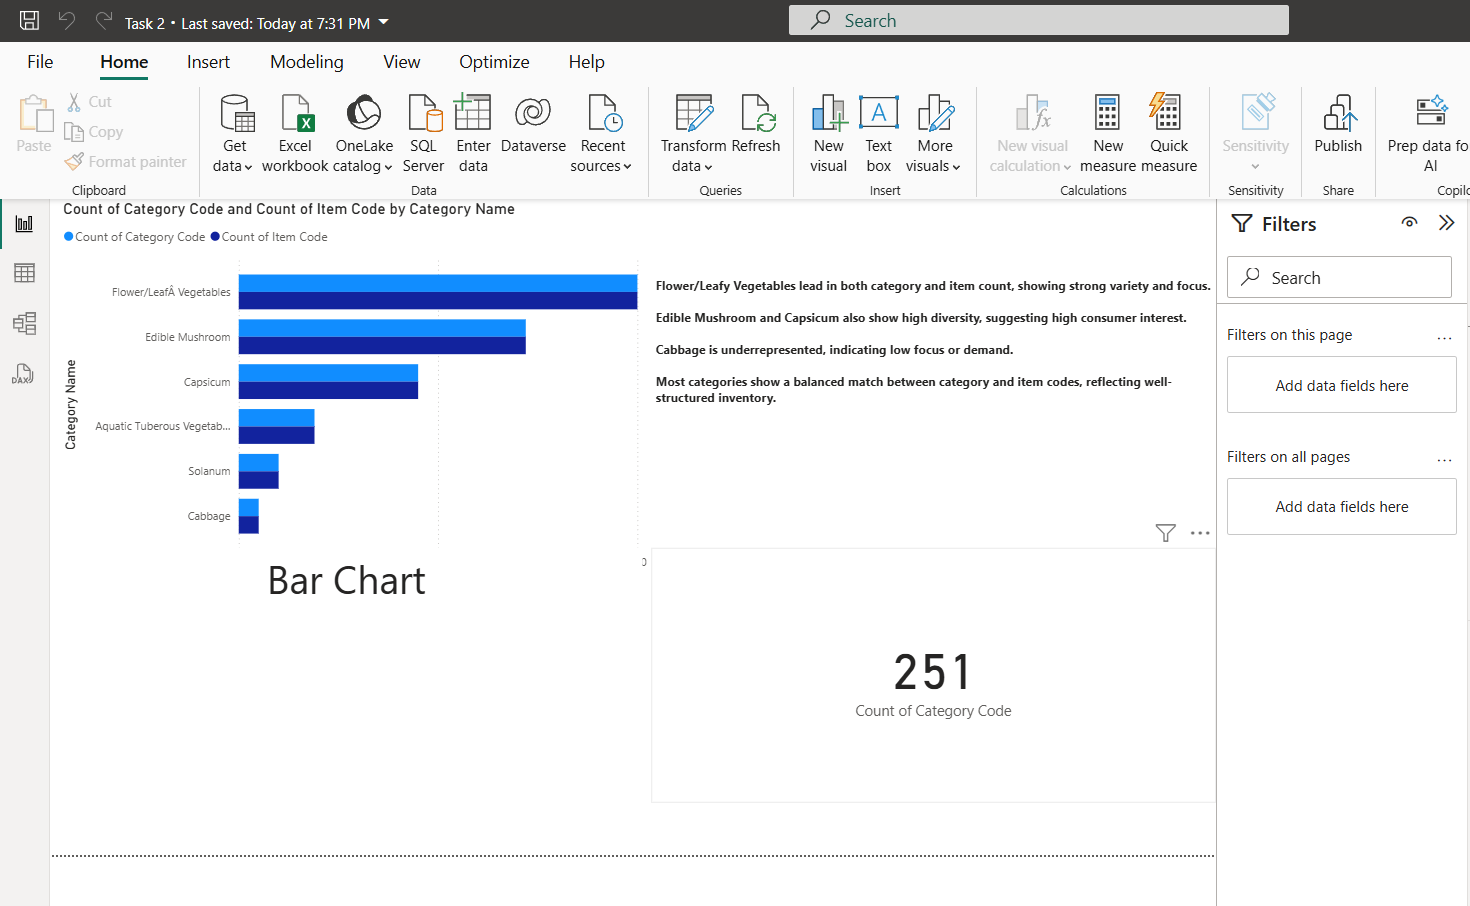 Task 2 • Last saved: Today at 7:31 PM
Search
File Home Insert Modeling View Optimize Help
Paste
Cut
Copy
Format painter
Clipboard
Get data
Excel workbook
OneLake catalog
SQL Server
Enter data
Dataverse
Recent sources
Data
Transform data
Refresh
Queries
New visual
A
Text box
More visuals
Insert
fx
New visual calculation
New measure
Quick measure
Calculations
Sensitivity
Sensitivity
Publish
Share
Prep data fo
AI
Copilo
DAX
Count of Category Code and Count of Item Code by Category Name
Count of Category Code Count of Item Code
Category Name
Flower/LeafÂ Vegetables
Edible Mushroom
Capsicum
Aquatic Tuberous Vegetab...
Solanum
Cabbage
Bar Chart
Flower/Leafy Vegetables lead in both category and item count, showing strong variety and focus.
Edible Mushroom and Capsicum also show high diversity, suggesting high consumer interest.
Cabbage is underrepresented, indicating low focus or demand.
Most categories show a balanced match between category and item codes, reflecting well-
structured inventory.
251
Count of Category Code
Filters
Search
Filters on this page
Add data fields here
Filters on all pages
Add data fields here